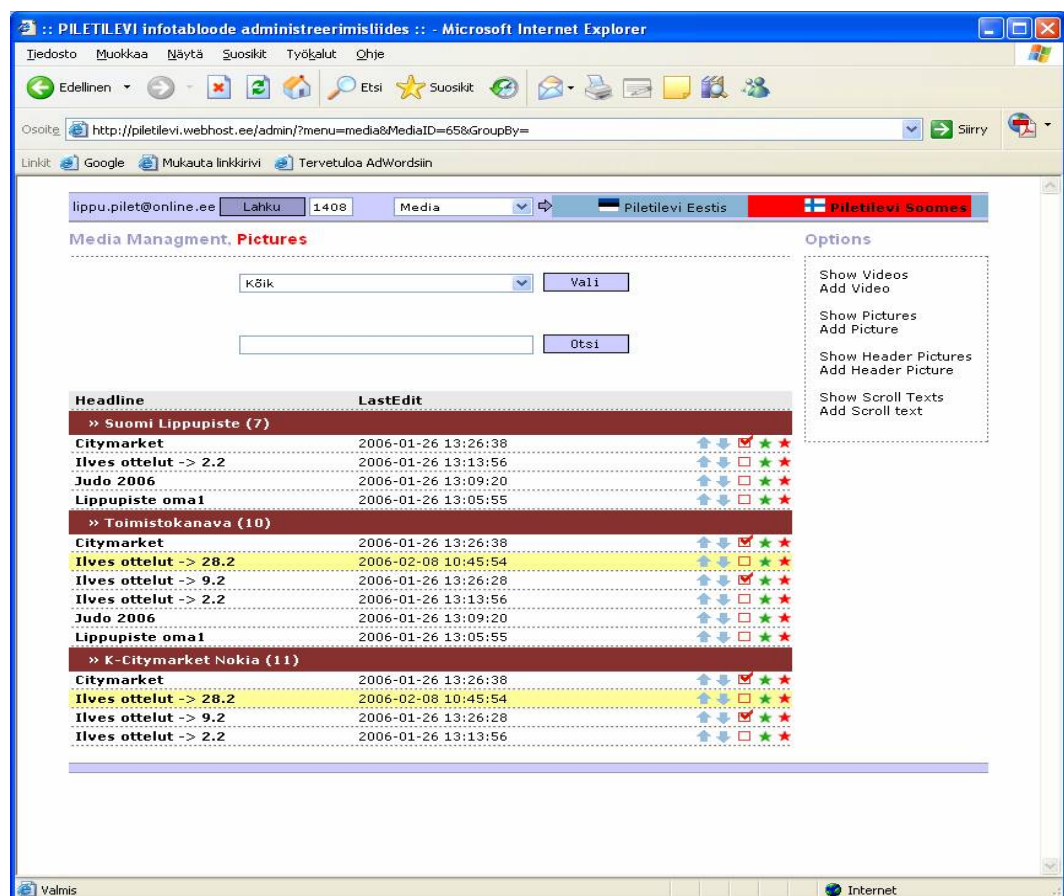 :: PILETILEVI infotabloode administreerimisliides :: - Microsoft Internet Explorer
Tiedosto Muokkaa Näytä Suosikit Työkalut Ohje
Edellinen Etsi Suosikit
Osoite http://piletilevi.webhost.ee/admin/?menu=media&MediaID=65&GroupBy= Siirry
Linkit Google Mukauta linkkirivi Tervetuloa AdWordsiin
lippu.pilet@online.ee Lahku 1408 Media Piletilevi Eestis Piletilevi Soomes
Media Managment, Pictures
Options
Kõik Vali
Otsi
Show Videos
Add Video
Show Pictures
Add Picture
Show Header Pictures
Add Header Picture
Show Scroll Texts
Add Scroll text
Headline LastEdit
» Suomi Lippupiste (7)
Citymarket 2006-01-26 13:26:38
Ilves ottelut -> 2.2 2006-01-26 13:13:56
Judo 2006 2006-01-26 13:09:20
Lippupiste oma1 2006-01-26 13:05:55
» Toimistokanava (10)
Citymarket 2006-01-26 13:26:38
Ilves ottelut -> 28.2 2006-02-08 10:45:54
Ilves ottelut -> 9.2 2006-01-26 13:26:28
Ilves ottelut -> 2.2 2006-01-26 13:13:56
Judo 2006 2006-01-26 13:09:20
Lippupiste oma1 2006-01-26 13:05:55
» K-Citymarket Nokia (11)
Citymarket 2006-01-26 13:26:38
Ilves ottelut -> 28.2 2006-02-08 10:45:54
Ilves ottelut -> 9.2 2006-01-26 13:26:28
Ilves ottelut -> 2.2 2006-01-26 13:13:56
Valmis Internet